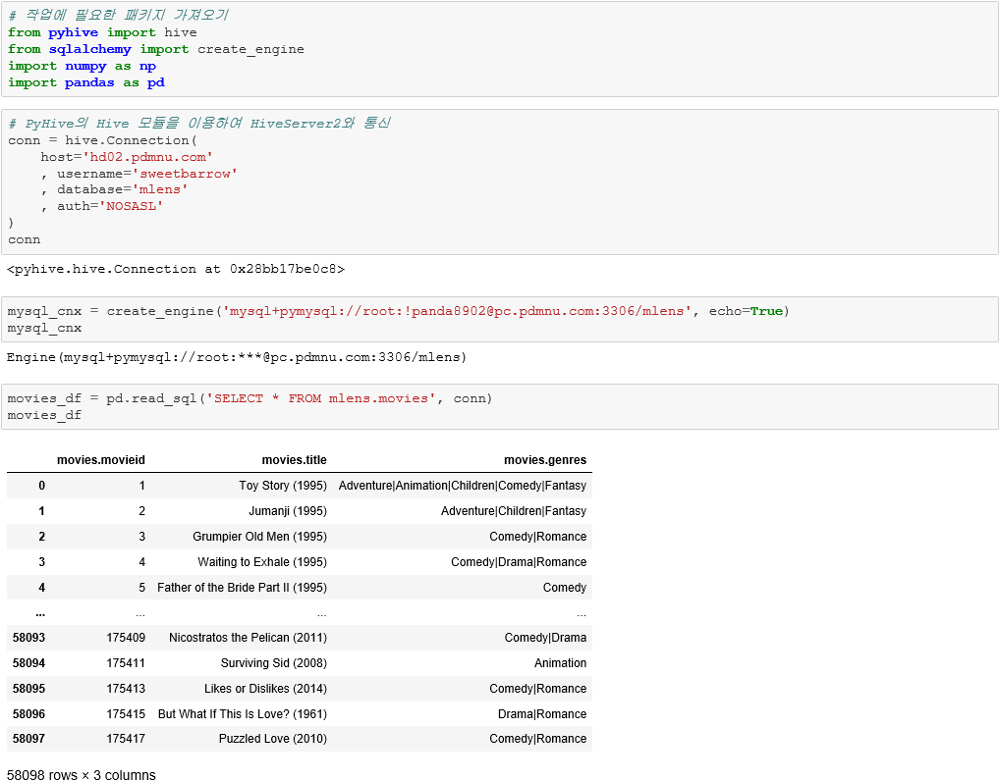 # 작업에 필요한 패키지 가져오기
from pyhive import hive
from sqlalchemy import create_engine
import numpy as np
import pandas as pd
# PyHive의 Hive 모듈을 이용하여 HiveServer2와 통신
conn = hive.Connection(
    host='hd02.pdmnu.com'
    , username='sweetbarrow'
    , database='mlens'
    , auth='NOSASL'
)
conn
<pyhive.hive.Connection at 0x28bb17be0c8>
mysql_cnx = create_engine('mysql+pymysql://root:!panda8902@pc.pdmnu.com:3306/mlens', echo=True)
mysql_cnx
Engine(mysql+pymysql://root:***@pc.pdmnu.com:3306/mlens)
movies_df = pd.read_sql('SELECT * FROM mlens.movies', conn)
movies_df
movies.movieid movies.title movies.genres
0 1 Toy Story (1995) Adventure|Animation|Children|Comedy|Fantasy
1 2 Jumanji (1995) Adventure|Children|Fantasy
2 3 Grumpier Old Men (1995) Comedy|Romance
3 4 Waiting to Exhale (1995) Comedy|Drama|Romance
4 5 Father of the Bride Part II (1995) Comedy
... ... ... ...
58093 175409 Nicostratos the Pelican (2011) Comedy|Drama
58094 175411 Surviving Sid (2008) Animation
58095 175413 Likes or Dislikes (2014) Comedy|Romance
58096 175415 But What If This Is Love? (1961) Drama|Romance
58097 175417 Puzzled Love (2010) Comedy|Romance
58098 rows × 3 columns